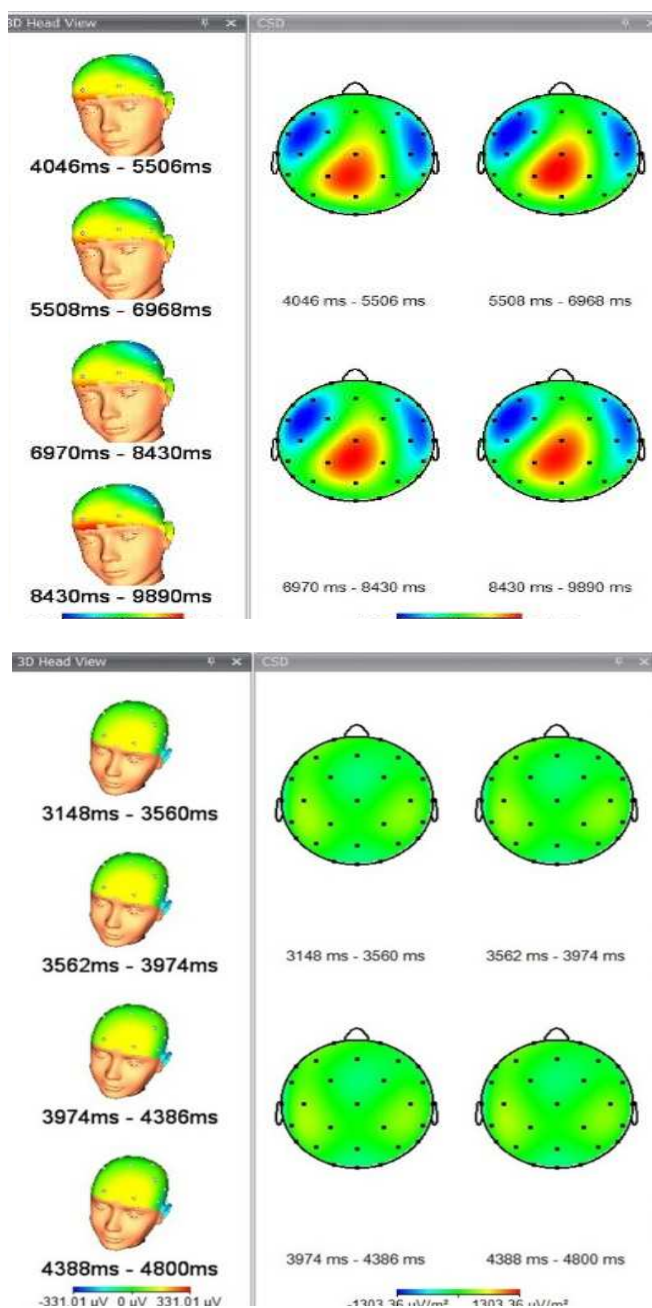 3D Head View
CSD
4046ms - 5506ms
5508ms - 6968ms
6970ms - 8430ms
8430ms - 9890ms
4046 ms - 5506 ms
5508 ms - 6968 ms
6970 ms - 8430 ms
8430 ms - 9890 ms
3D Head View
CSD
3148ms - 3560ms
3562ms - 3974ms
3974ms - 4386ms
4388ms - 4800ms
-331.01 µV 0 µV 331.01 µV
3148 ms - 3560 ms
3562 ms - 3974 ms
3974 ms - 4386 ms
4388 ms - 4800 ms
-1303.36 µV/m² 1303.36 µV/m²